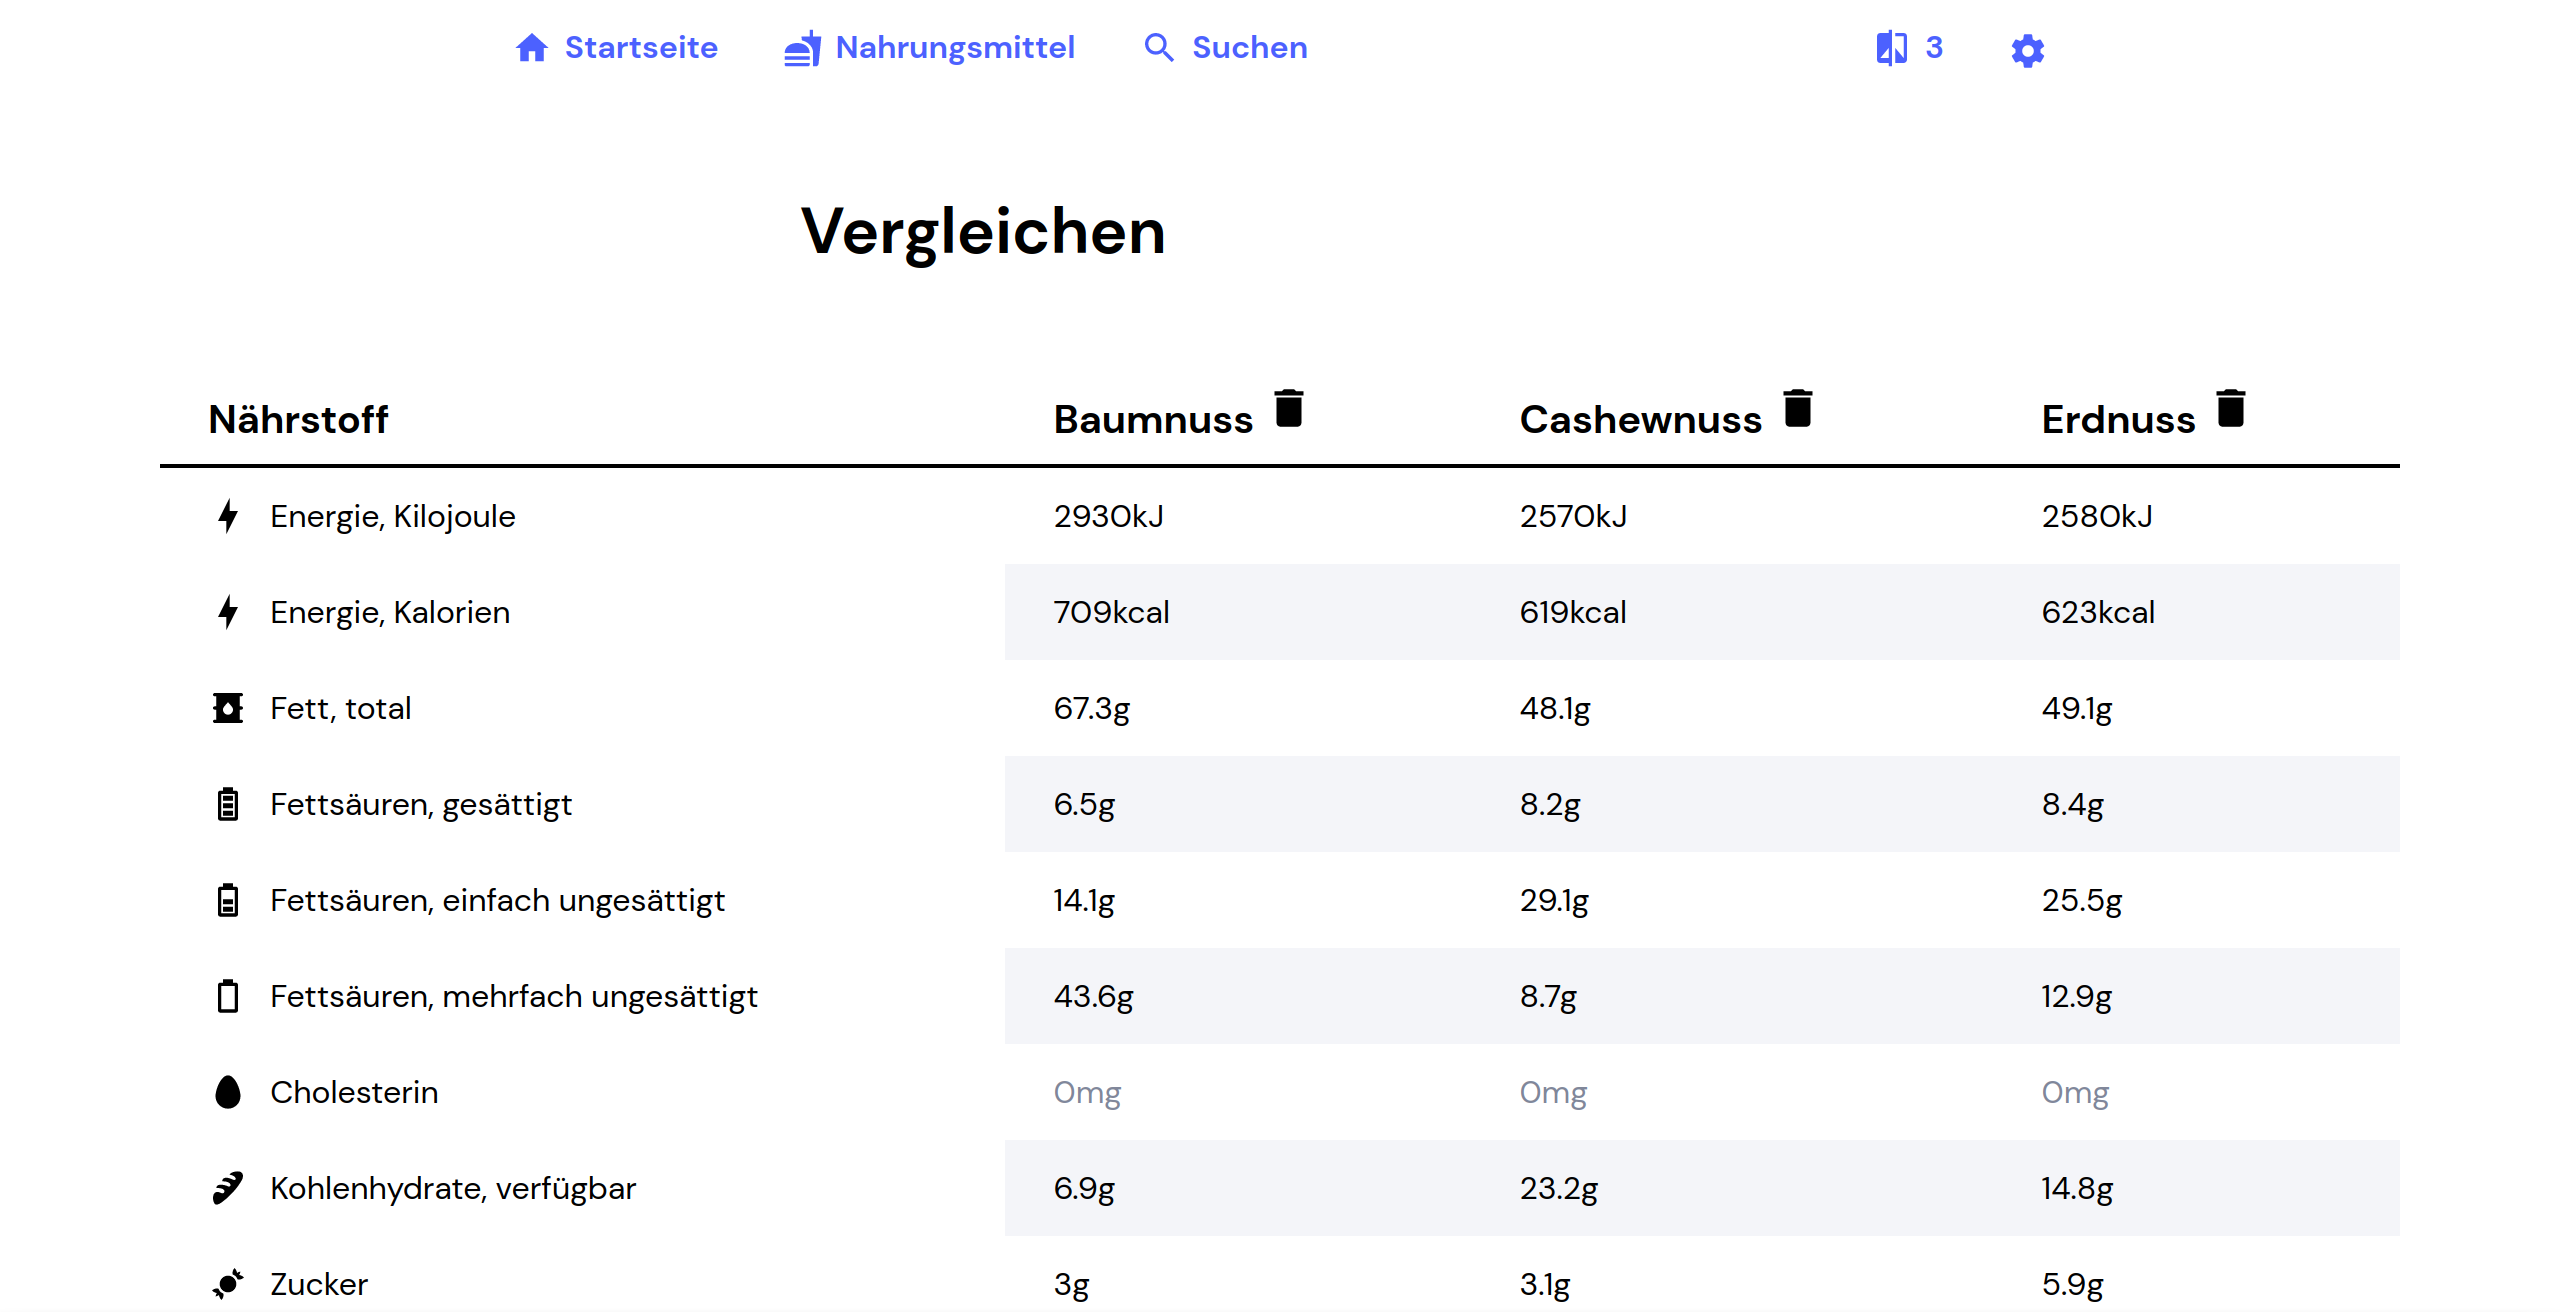 Startseite Nahrungsmittel Suchen 3
Vergleichen
Nährstoff Baumnuss Cashewnuss Erdnuss
Energie, Kilojoule 2930kJ 2570kJ 2580kJ
Energie, Kalorien 709kcal 619kcal 623kcal
Fett, total 67.3g 48.1g 49.1g
Fettsäuren, gesättigt 6.5g 8.2g 8.4g
Fettsäuren, einfach ungesättigt 14.1g 29.1g 25.5g
Fettsäuren, mehrfach ungesättigt 43.6g 8.7g 12.9g
Cholesterin 0mg 0mg 0mg
Kohlenhydrate, verfügbar 6.9g 23.2g 14.8g
Zucker 3g 3.1g 5.9g